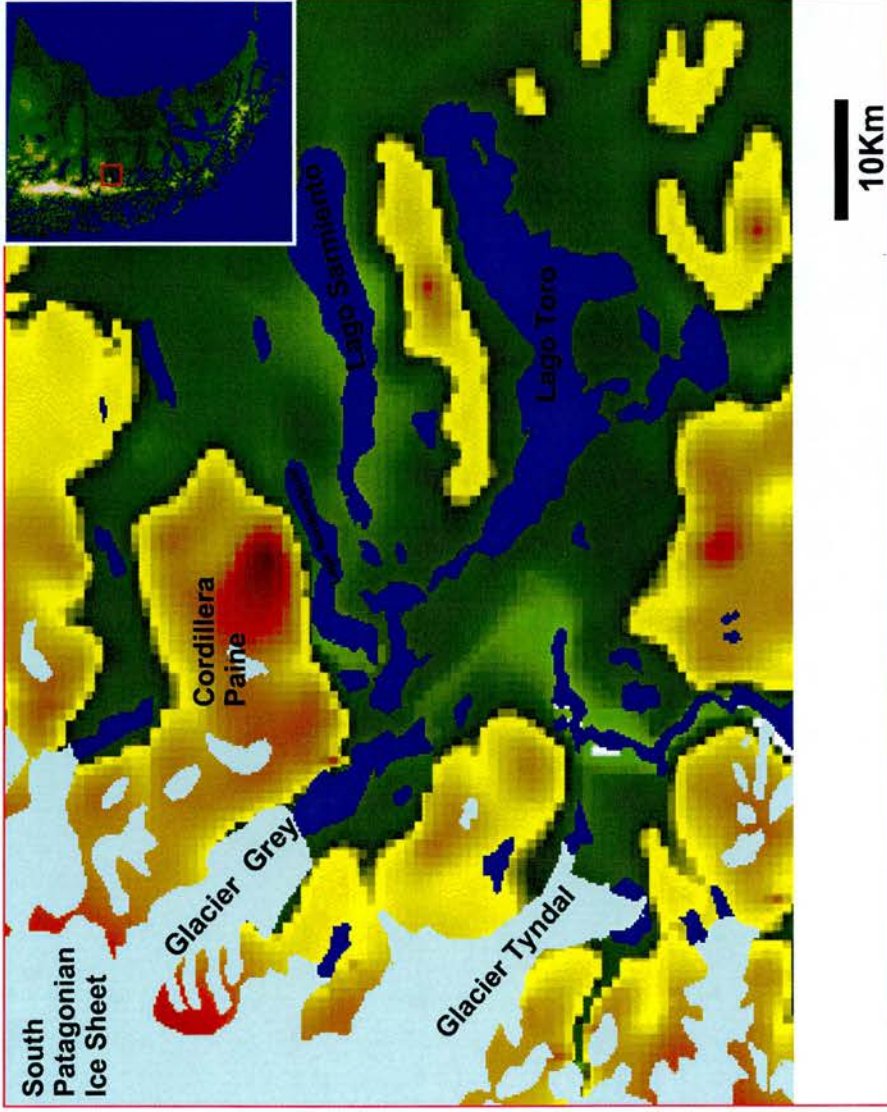 South
Patagonian
Ice Sheet
Glacier Grey
Cordillera
Paine
Lago Sarmiento
Glacier Tyndal
Lago Toro
10Km